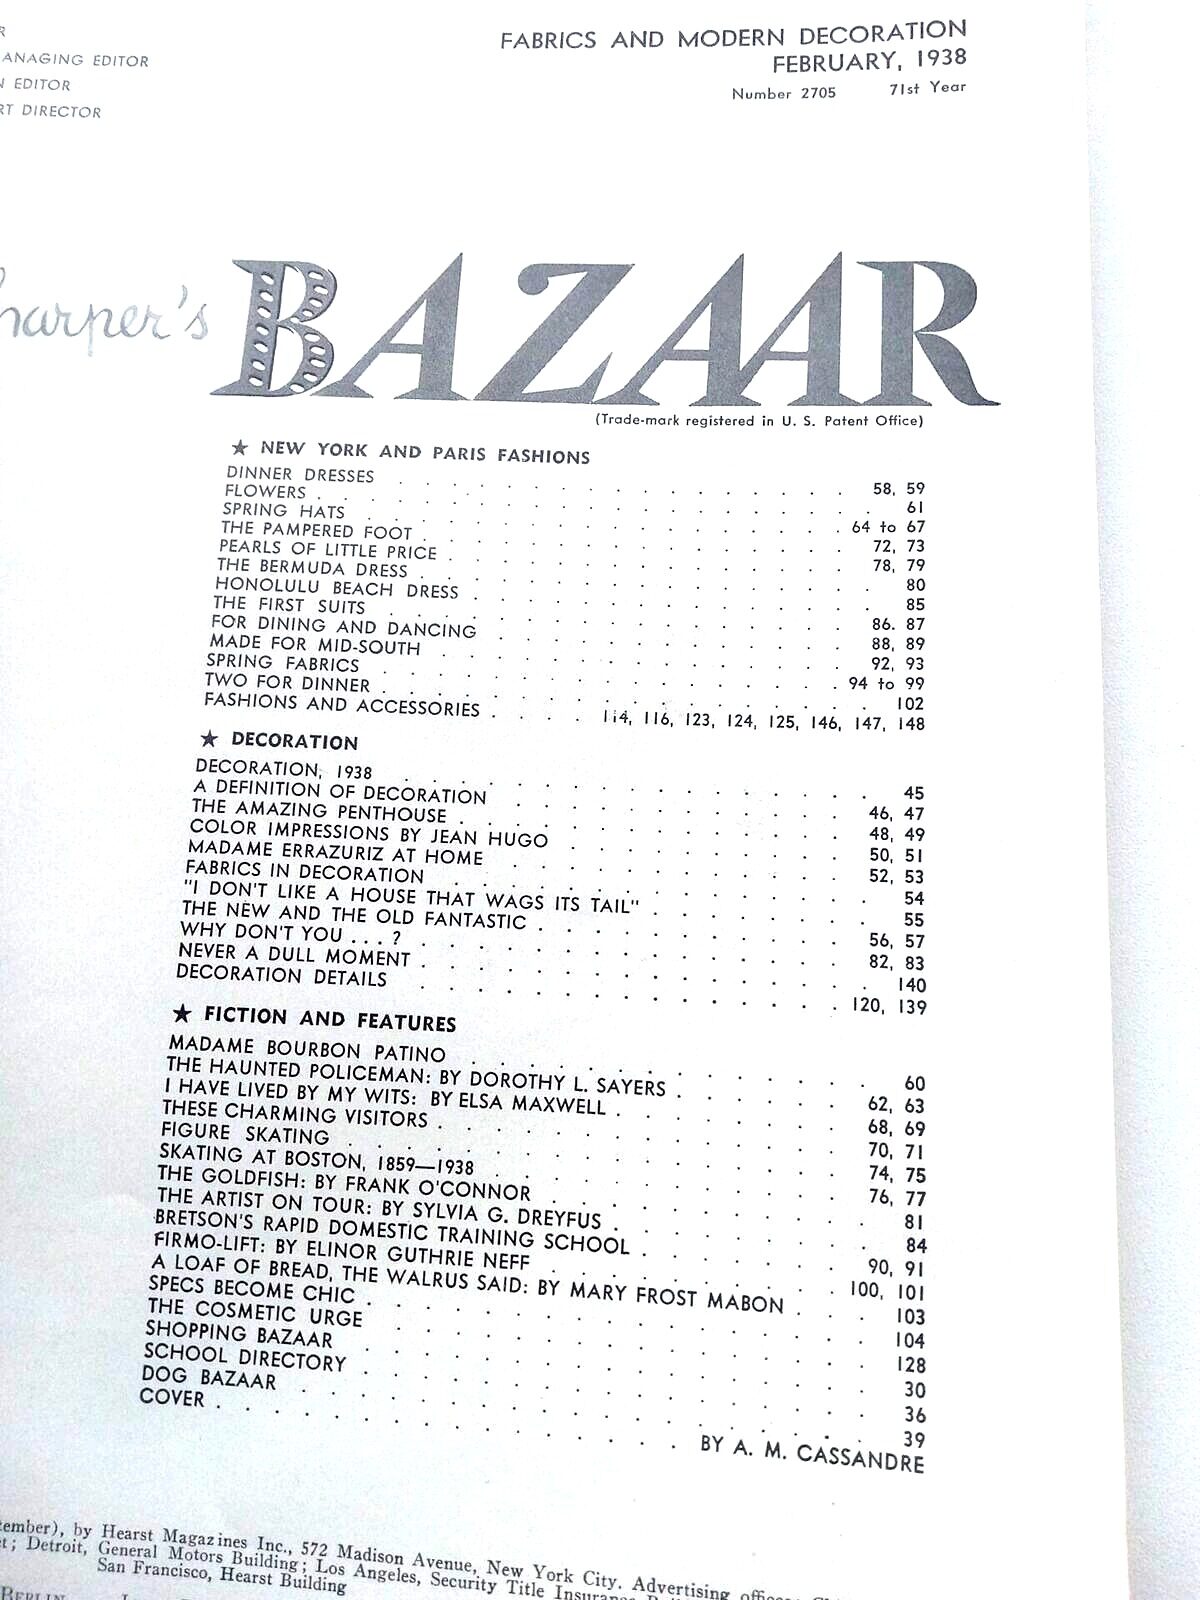 FABRICS AND MODERN DECORATION
FEBRUARY, 1938
Number 2705 71st Year
MANAGING EDITOR
EDITOR
DIRECTOR
harper's BAZAAR
(Trade-mark registered in U. S. Patent Office)
★ NEW YORK AND PARIS FASHIONS
DINNER DRESSES . . . . 58, 59
FLOWERS . . . . 61
SPRING HATS . . . . 64 to 67
THE PAMPERED FOOT . . . . 72, 73
PEARLS OF LITTLE PRICE . . . . 78, 79
THE BERMUDA DRESS . . . . 80
HONOLULU BEACH DRESS . . . . 85
THE FIRST SUITS . . . . 86. 87
FOR DINING AND DANCING . . . . 88, 89
MADE FOR MID-SOUTH . . . . 92, 93
SPRING FABRICS . . . . 94 to 99
TWO FOR DINNER . . . . 102
FASHIONS AND ACCESSORIES . . . . 114, 116, 123, 124, 125, 146, 147, 148
★ DECORATION
DECORATION, 1938 . . . . 45
A DEFINITION OF DECORATION . . . . 46, 47
THE AMAZING PENTHOUSE . . . . 48, 49
COLOR IMPRESSIONS BY JEAN HUGO . . . . 50, 51
MADAME ERRAZURIZ AT HOME . . . . 52, 53
FABRICS IN DECORATION . . . . 54
"I DON'T LIKE A HOUSE THAT WAGS ITS TAIL" . . . . 55
THE NEW AND THE OLD FANTASTIC . . . . 56, 57
WHY DON'T YOU . . . ? . . . . 82, 83
NEVER A DULL MOMENT . . . . 140
DECORATION DETAILS . . . . 120, 139
★ FICTION AND FEATURES
MADAME BOURBON PATINO . . . . 60
THE HAUNTED POLICEMAN: BY DOROTHY L. SAYERS . . . . 62, 63
I HAVE LIVED BY MY WITS: BY ELSA MAXWELL . . . . 68, 69
THESE CHARMING VISITORS . . . . 70, 71
FIGURE SKATING . . . . 74, 75
SKATING AT BOSTON, 1859—1938 . . . . 76, 77
THE GOLDFISH: BY FRANK O'CONNOR . . . . 81
THE ARTIST ON TOUR: BY SYLVIA G. DREYFUS . . . . 84
BRETSON'S RAPID DOMESTIC TRAINING SCHOOL . . . . 90, 91
FIRMO-LIFT: BY ELINOR GUTHRIE NEFF . . . . 100, 101
A LOAF OF BREAD, THE WALRUS SAID: BY MARY FROST MABON . . . . 103
SPECS BECOME CHIC . . . . 104
THE COSMETIC URGE . . . . 128
SHOPPING BAZAAR . . . . 30
SCHOOL DIRECTORY . . . . 36
DOG BAZAAR . . . . 39
COVER . . . . BY A. M. CASSANDRE
tember), by Hearst Magazines Inc., 572 Madison Avenue, New York City. Advertising
Detroit, General Motors Building; Los Angeles, Security Title
San Francisco, Hearst Building
BERLIN